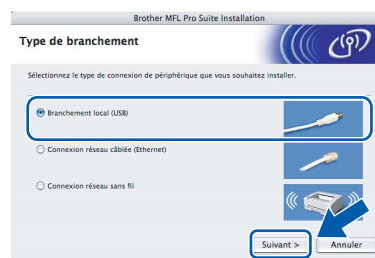 Brother MFL Pro Suite Installation
Type de branchement
Sélectionnez le type de connexion de périphérique que vous souhaitez installer.
Branchement local (USB)
Connexion réseau câblée (Ethernet)
Connexion réseau sans fil
Suivant >
Annuler